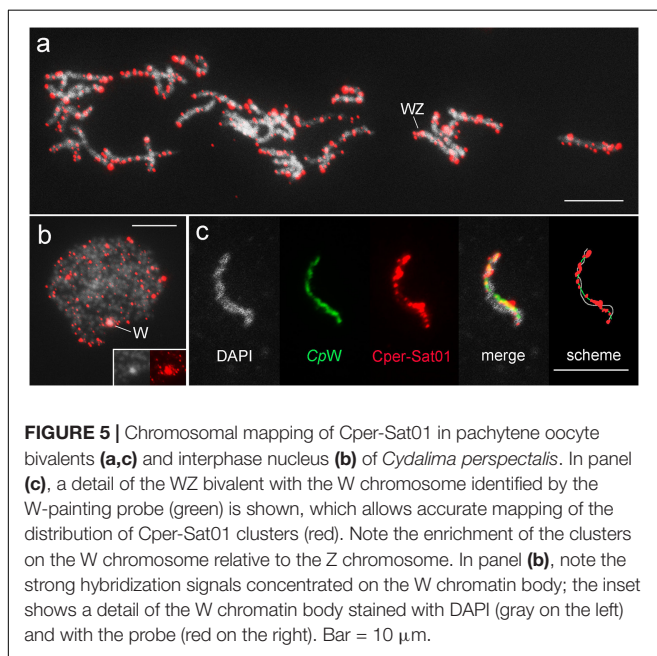 a
WZ
b
W
c
DAPI
CpW
Cper-Sat01
merge
scheme
FIGURE 5 | Chromosomal mapping of Cper-Sat01 in pachytene oocyte
bivalents (a,c) and interphase nucleus (b) of Cydalima perspectalis. In panel
(c), a detail of the WZ bivalent with the W chromosome identified by the
W-painting probe (green) is shown, which allows accurate mapping of the
distribution of Cper-Sat01 clusters (red). Note the enrichment of the clusters
on the W chromosome relative to the Z chromosome. In panel (b), note the
strong hybridization signals concentrated on the W chromatin body; the inset
shows a detail of the W chromatin body stained with DAPI (gray on the left)
and with the probe (red on the right). Bar = 10 μm.